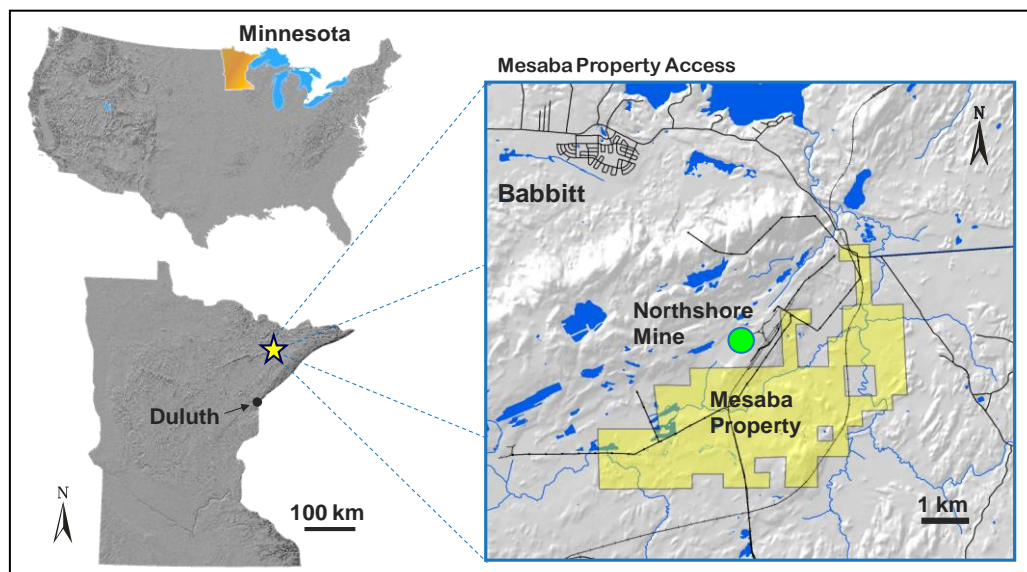 Minnesota
Mesaba Property Access
N
Babbitt
Northshore
Mine
Mesaba
Property
1 km
Duluth
N
100 km